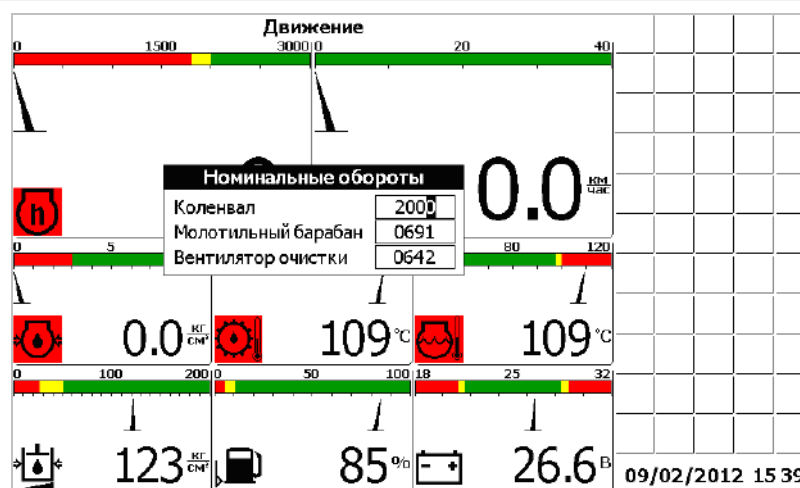 Движение
0 1500 3000 0 20 40
0.0 км час
h
Номинальные обороты
Коленвал 2000
Молотильный барабан 0691
Вентилятор очистки 0642
0 5 80 120
0.0 кг см² 109 °C 109 °C
0 100 200 0 50 100 18 25 32
123 кг см² 85 % 26.6 В
09/02/2012 15 39